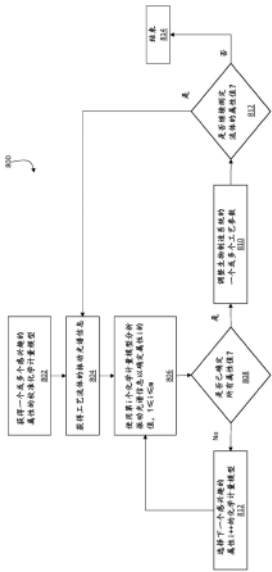 800
获得一个或多个感兴趣的
属性的校准化学计量模型
802
获得工艺流体的振动光谱信息
804
使用第i个化学计量模型分析
振动光谱信息以确定属性i的
值，1≤i≤m
806
是否已确定
所有属性值?
808
No
选择下一个感兴趣的
属性i++的化学计量模型
812
是
调整生物制造系统的
一个或多个工艺参数
810
是否继续测定
流体的属性值?
812
是
否
结束
814